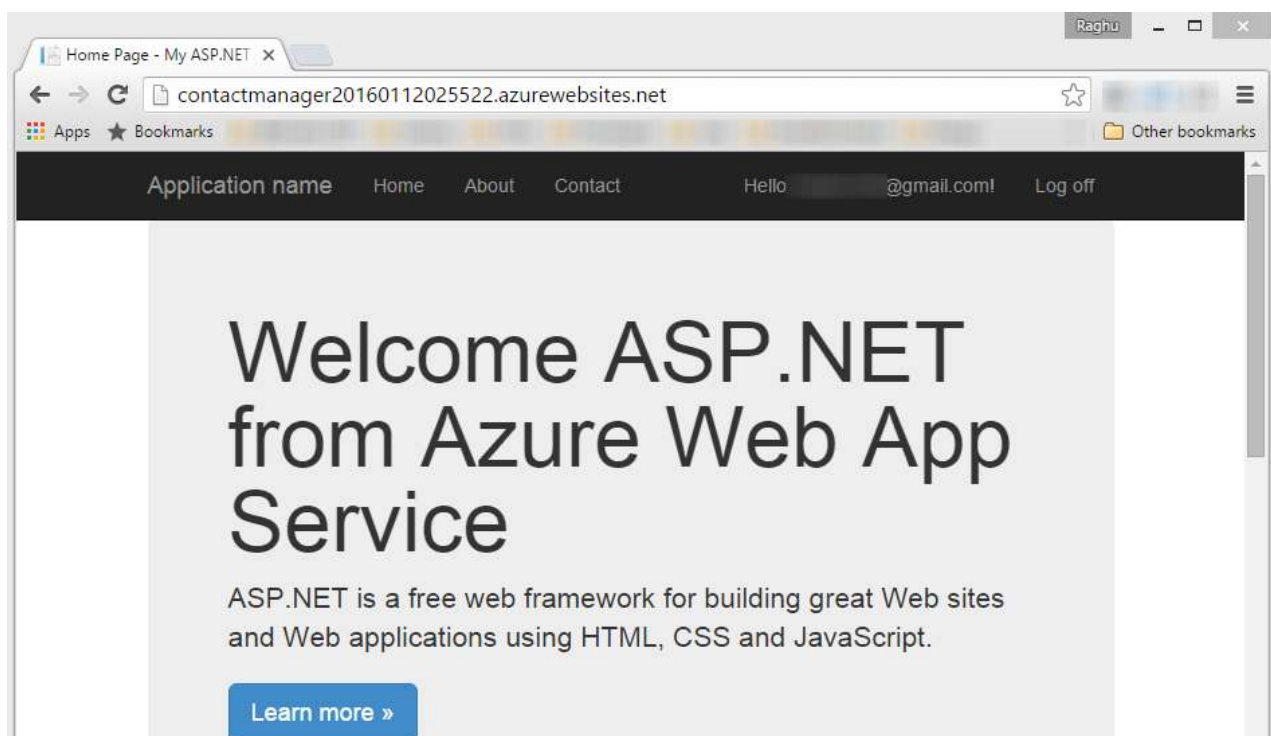 Raghu
Home Page - My ASP.NET
contactmanager20160112025522.azurewebsites.net
Apps Bookmarks Other bookmarks
Application name Home About Contact Hello @gmail.com! Log off
Welcome ASP.NET
from Azure Web App
Service
ASP.NET is a free web framework for building great Web sites
and Web applications using HTML, CSS and JavaScript.
Learn more »